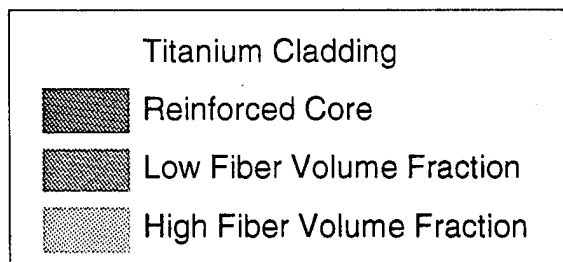 Titanium Cladding
Reinforced Core
Low Fiber Volume Fraction
High Fiber Volume Fraction